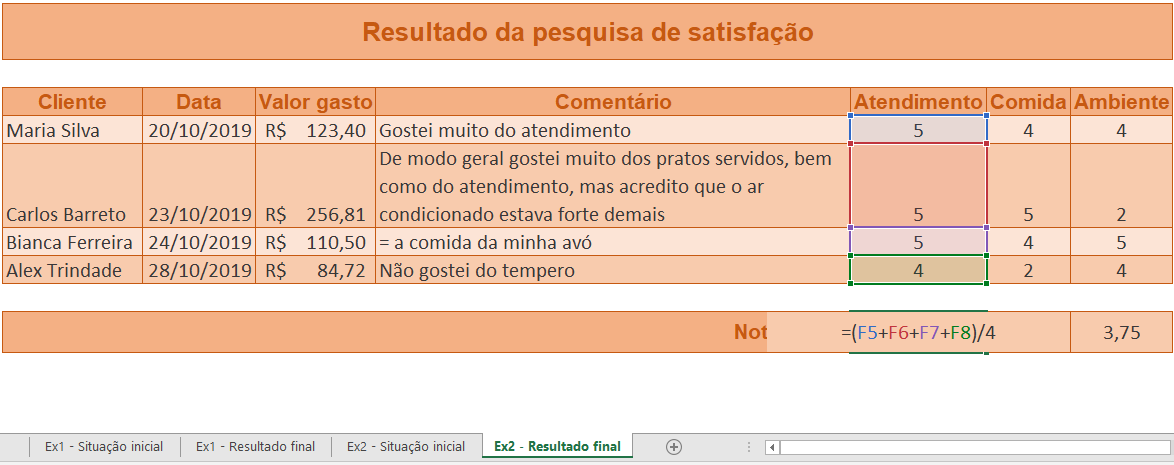 Resultado da pesquisa de satisfação
Cliente Data Valor gasto Comentário Atendimento Comida Ambiente
Maria Silva 20/10/2019 R$ 123,40 Gostei muito do atendimento 5 4 4
De modo geral gostei muito dos pratos servidos, bem
como do atendimento, mas acredito que o ar
Carlos Barreto 23/10/2019 R$ 256,81 condicionado estava forte demais 5 5 2
Bianca Ferreira 24/10/2019 R$ 110,50 = a comida da minha avó 5 4 5
Alex Trindade 28/10/2019 R$ 84,72 Não gostei do tempero 4 2 4
Not =(F5+F6+F7+F8)/4 3,75
Ex1 - Situação inicial Ex1 - Resultado final Ex2 - Situação inicial Ex2 - Resultado final